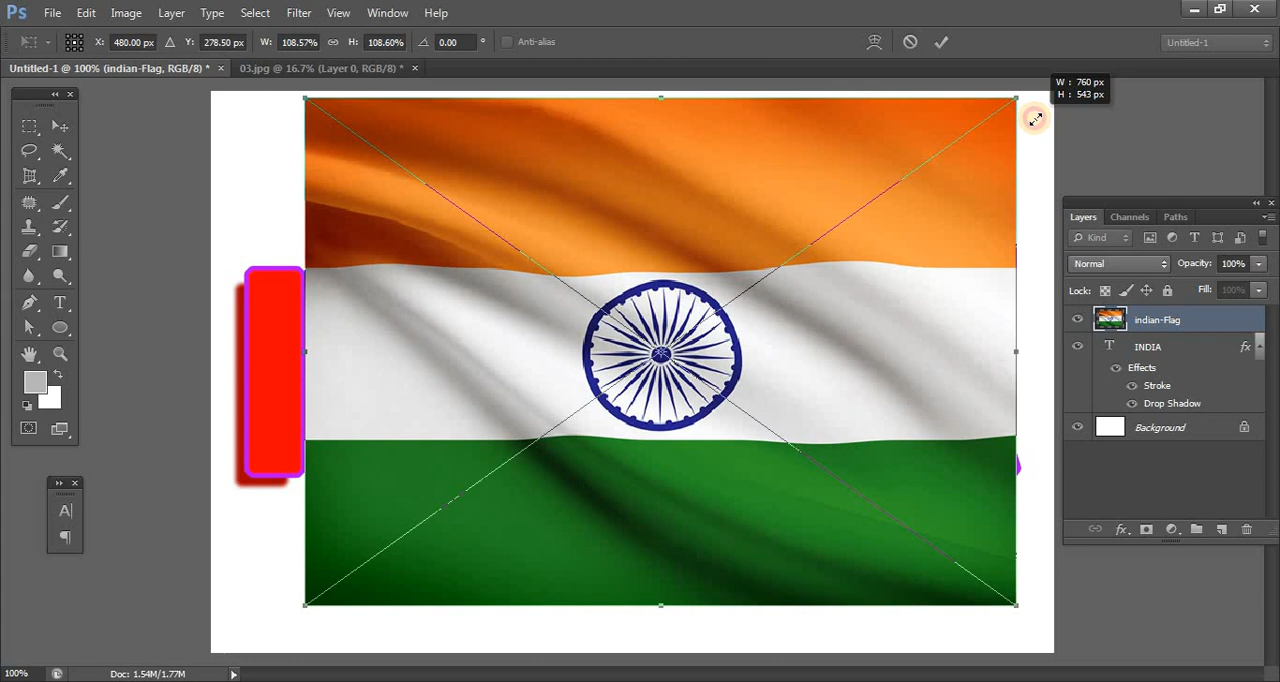 Ps File Edit Image Layer Type Select Filter View Window Help
X: 480.00 px Y: 278.50 px W: 108.57% H: 108.60% 0.00 ° Anti-alias Untitled-1
Untitled-1 @ 100% (indian-Flag, RGB/8) * × 03.jpg @ 16.7% (Layer 0, RGB/8) * ×
W : 760 px
H : 543 px
Layers Channels Paths
Kind T
Normal Opacity: 100%
Lock: Fill: 100%
indian-Flag
T INDIA fx
Effects
Stroke
Drop Shadow
Background
fx
T
A
100% Doc: 1.54M/1.77M